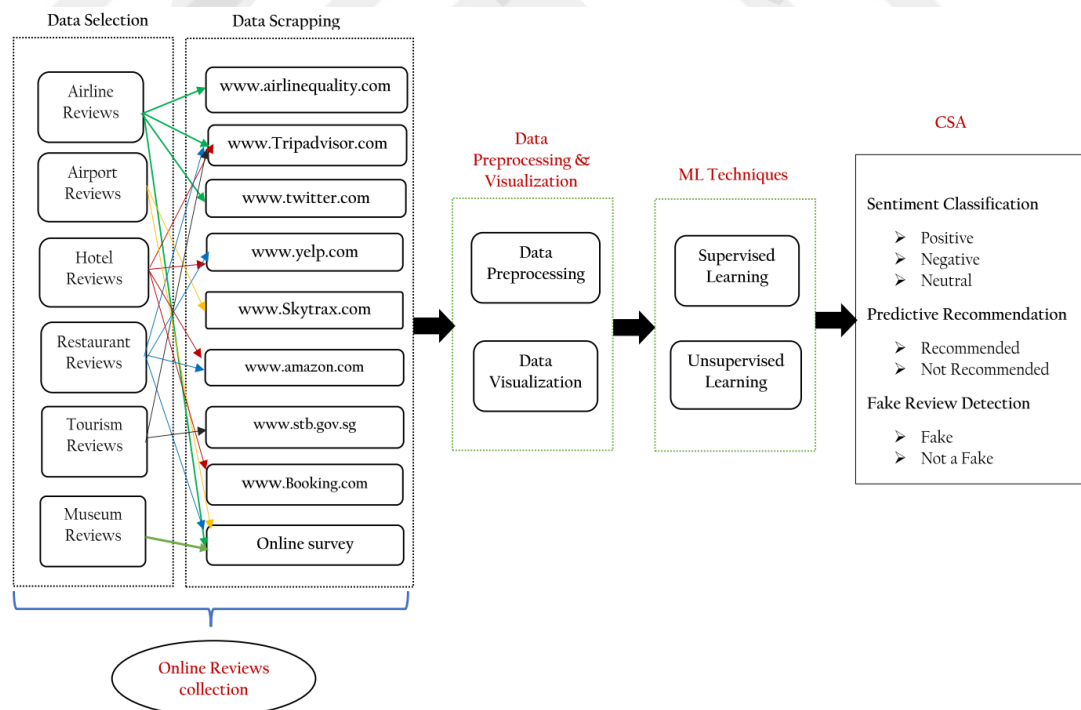 Data Selection
Data Scrapping
Airline
Reviews
Airport
Reviews
Hotel
Reviews
Restaurant
Reviews
Tourism
Reviews
Museum
Reviews
www.airlinequality.com
www.Tripadvisor.com
www.twitter.com
www.yelp.com
www.Skytrax.com
www.amazon.com
www.stb.gov.sg
www.Booking.com
Online survey
Online Reviews
collection
Data
Preprocessing &
Visualization
Data
Preprocessing
Data
Visualization
ML Techniques
Supervised
Learning
Unsupervised
Learning
CSA
Sentiment Classification
➢ Positive
➢ Negative
➢ Neutral
Predictive Recommendation
➢ Recommended
➢ Not Recommended
Fake Review Detection
➢ Fake
➢ Not a Fake